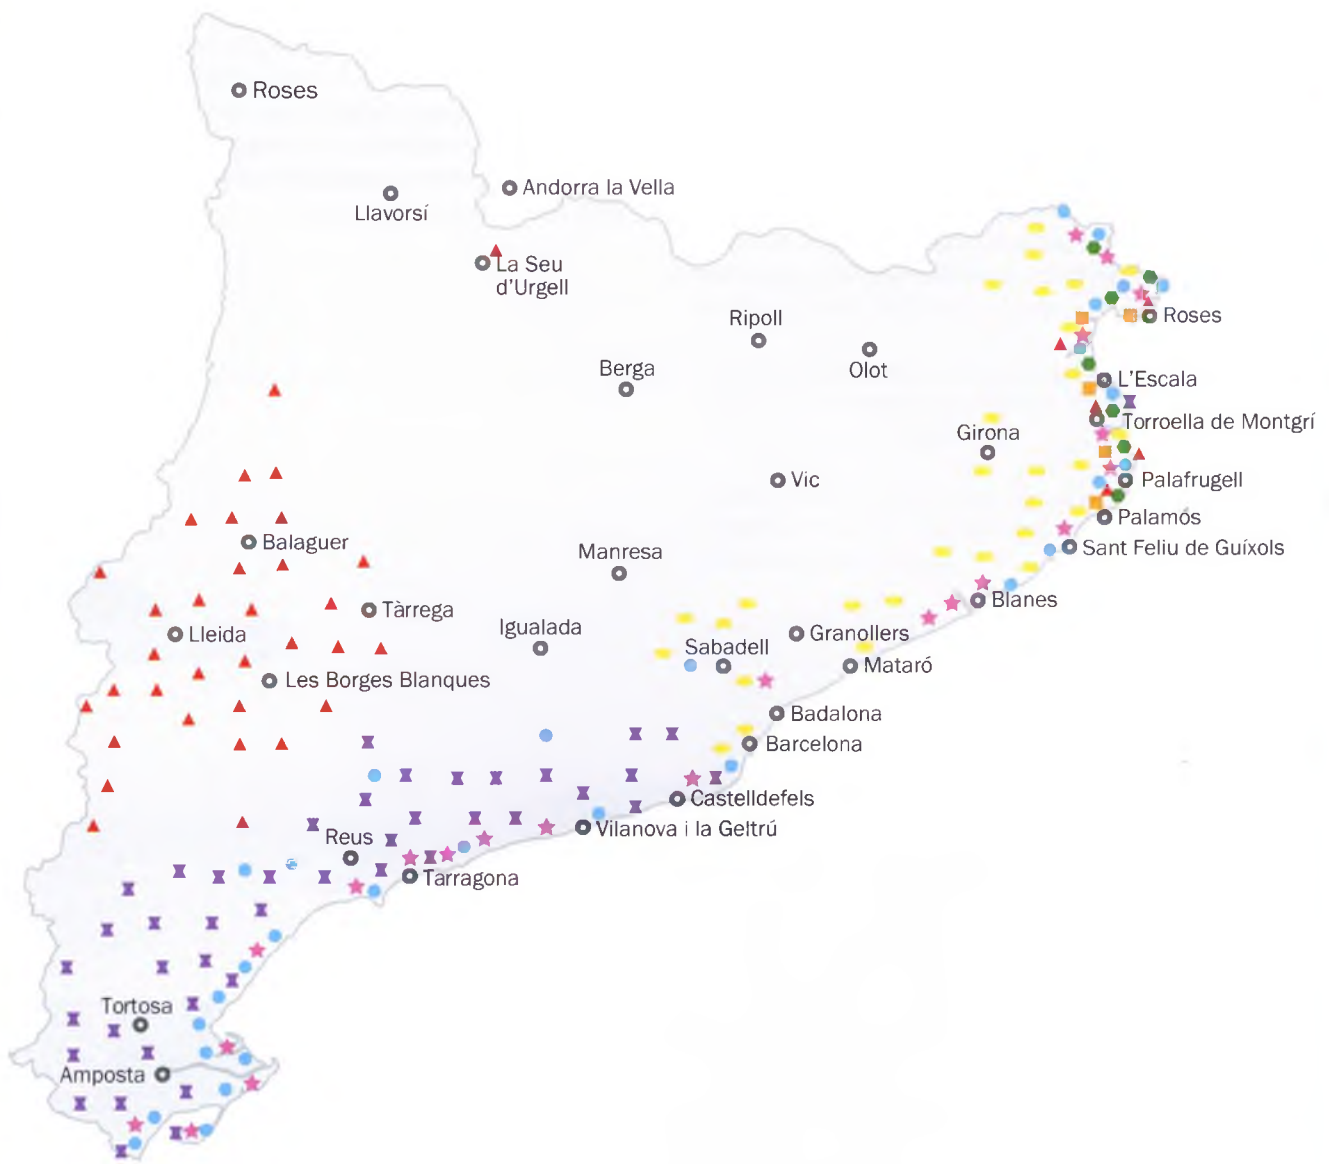 Roses
Andorra la Vella
Llavorsí
La Seu
d'Urgell
Ripoll
Roses
Olot
Berga
L'Escala
Torroella de Montgrí
Girona
Vic
Palafrugell
Palamós
Balaguer
Manresa
Sant Feliu de Guíxols
Blanes
Tàrrega
Lleida
Igualada
Granollers
Sabadell
Mataró
Les Borges Blanques
Badalona
Barcelona
Castelldefels
Vilanova i la Geltrú
Reus
Tarragona
Tortosa
Amposta